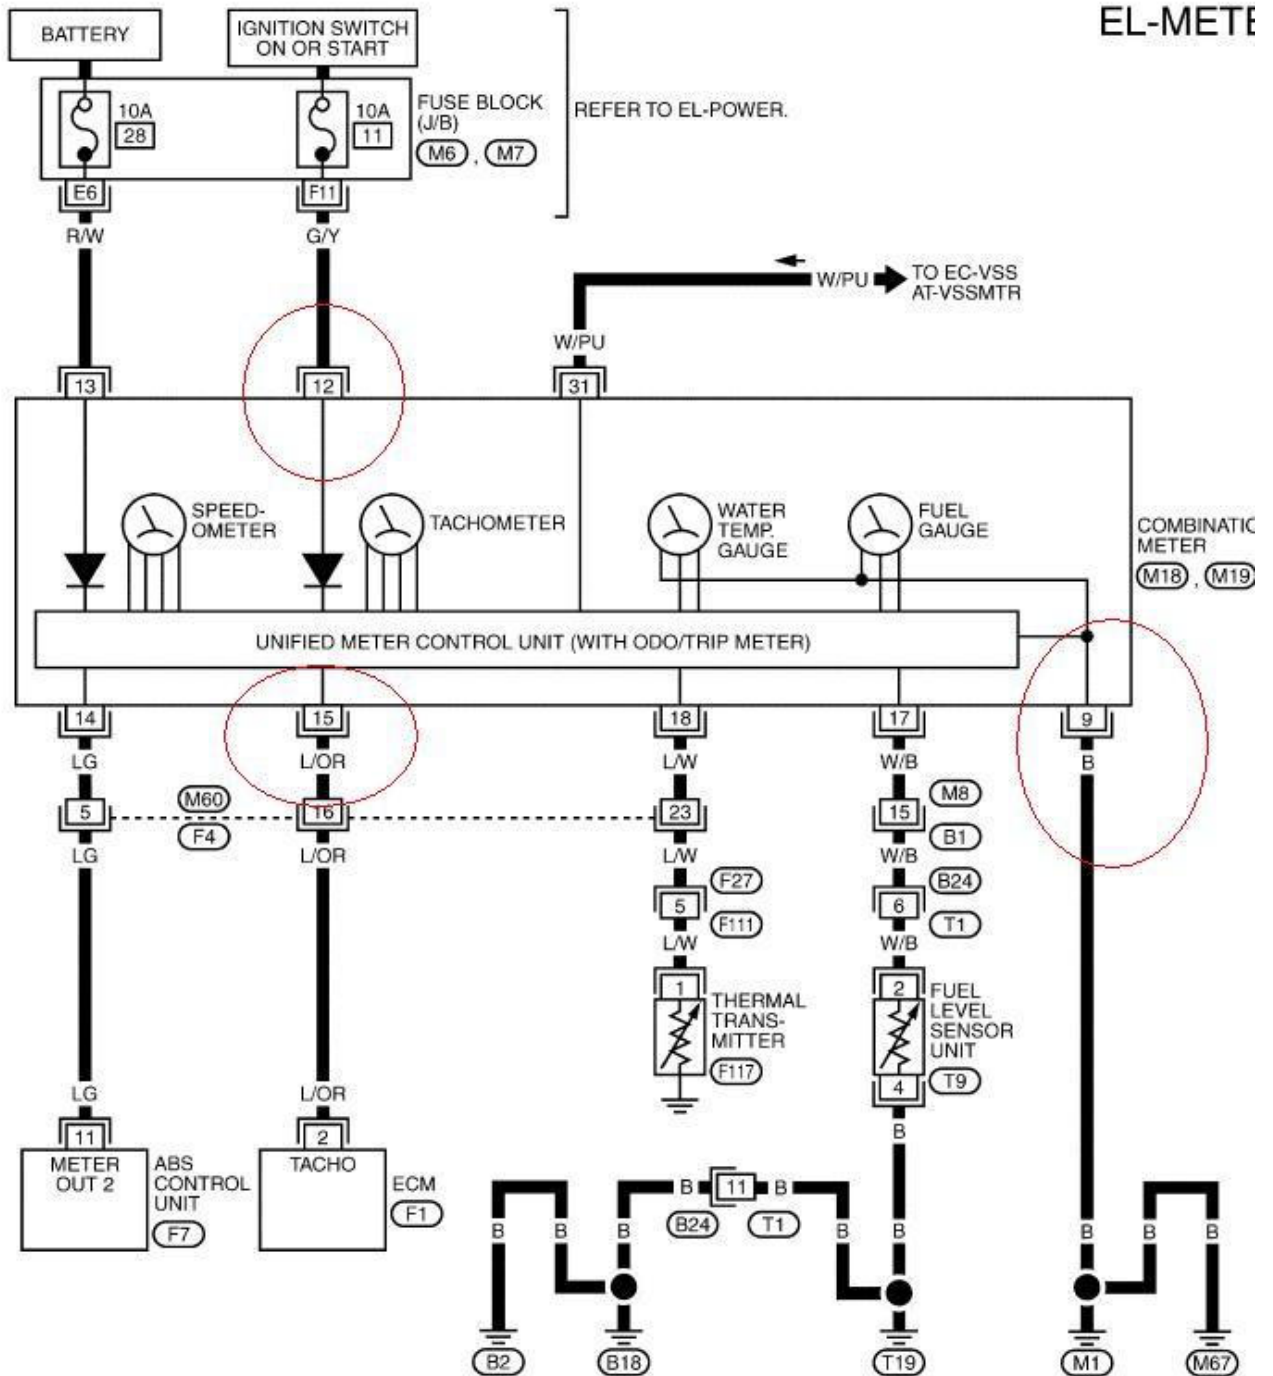 EL-METE
BATTERY
IGNITION SWITCH
ON OR START
10A
28
10A
11
FUSE BLOCK
(J/B)
M6 , M7
REFER TO EL-POWER.
E6
F11
R/W
G/Y
W/PU
TO EC-VSS
AT-VSSMTR
W/PU
13
12
31
SPEED-
OMETER
TACHOMETER
WATER
TEMP.
GAUGE
FUEL
GAUGE
COMBINATIO
METER
M18 , M19
UNIFIED METER CONTROL UNIT (WITH ODO/TRIP METER)
14
15
18
17
9
LG
L/OR
L/W
W/B
B
M60
M8
5
16
23
15
F4
B1
LG
L/OR
L/W
W/B
F27
B24
5
6
F111
T1
L/W
W/B
1
2
THERMAL
TRANS-
MITTER
F117
FUEL
LEVEL
SENSOR
UNIT
T9
4
LG
L/OR
B
11
2
METER
OUT 2
ABS
CONTROL
UNIT
F7
TACHO
ECM
F1
B
11
B
B24
T1
B
B
B
B
B
B
B
B
B2
B18
T19
M1
M67